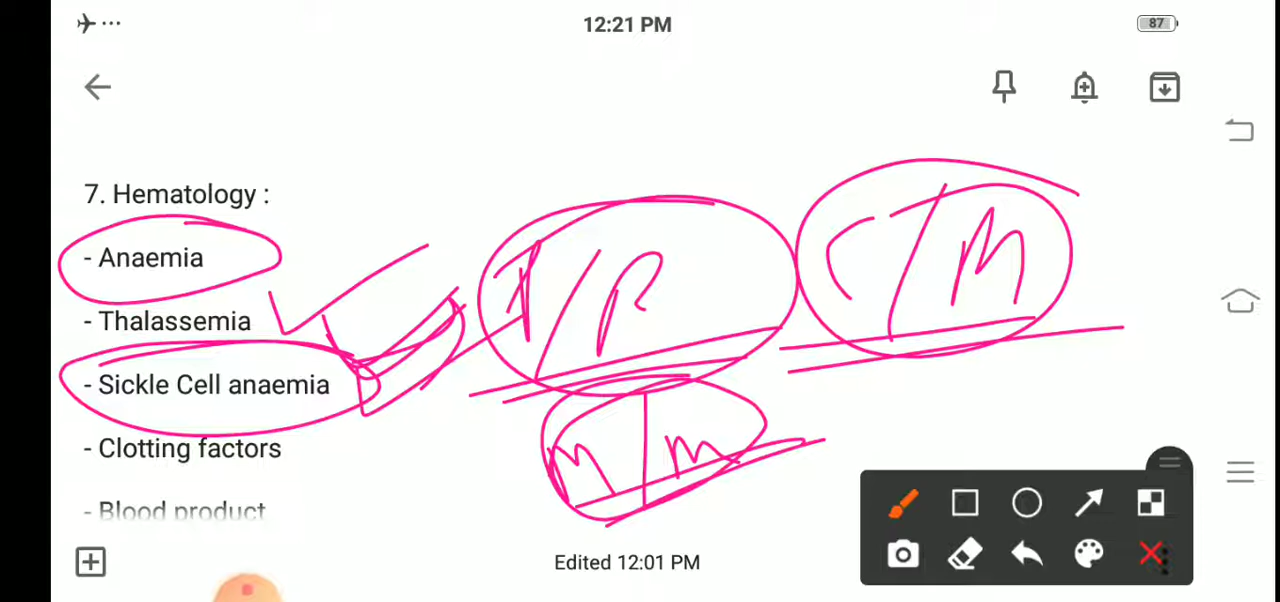 12:21 PM
87
7. Hematology :
- Anaemia
- Thalassemia
- Sickle Cell anaemia
- Clotting factors
- Blood product
I/R
C/M
M/M
Edited 12:01 PM